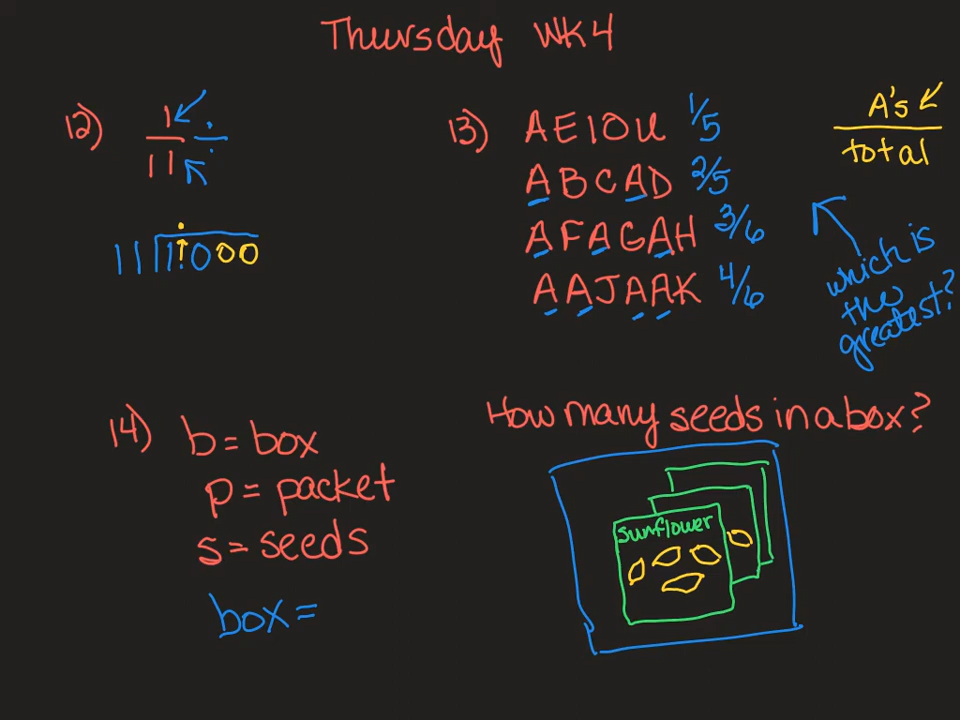 Thursday WK4
12) 1/11 ÷
11 1.000
13) AEIOU 1/5
ABCAD 2/5
AFAGAH 3/6
AAJAAK 4/6
A's
total
which is
the
greatest?
14) b = box
p = packet
s = seeds
box =
How many seeds in a box?
sunflower